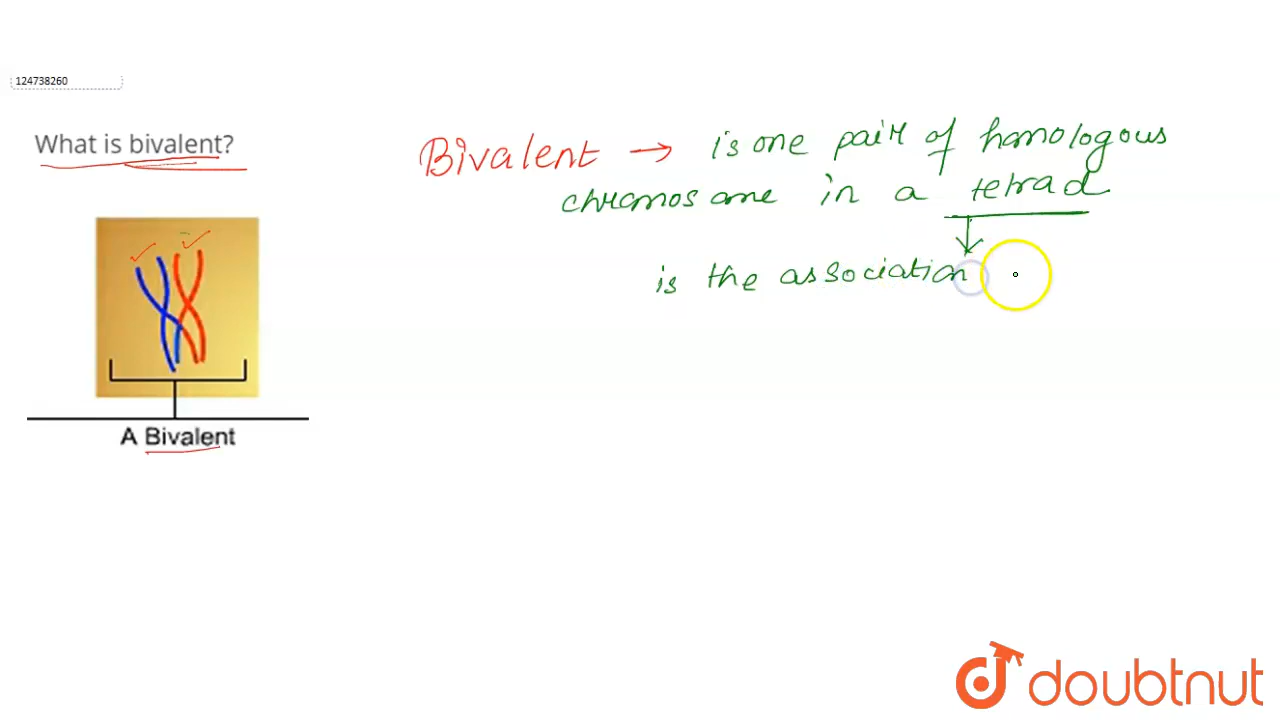 124738260
What is bivalent?
Bivalent → is one pair of homologous
chromosome in a tetrad
is the association
A Bivalent
doubtnut